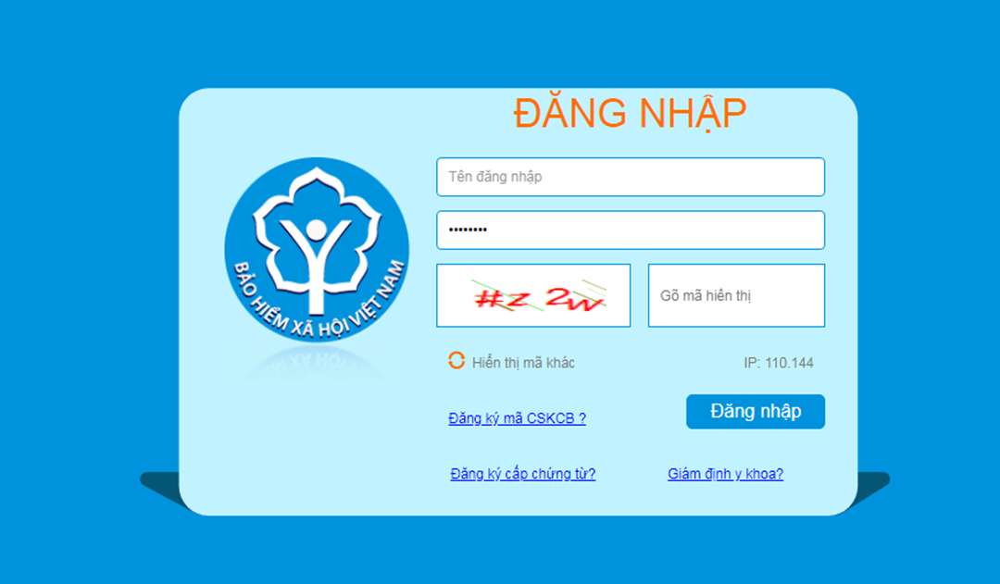 ĐĂNG NHẬP
Tên đăng nhập
••••••••
BẢO HIỂM XÃ HỘI VIỆT NAM
#z 2w
Gõ mã hiển thị
Hiển thị mã khác
IP: 110.144
Đăng ký mã CSKCB ?
Đăng nhập
Đăng ký cấp chứng từ?
Giám định y khoa?